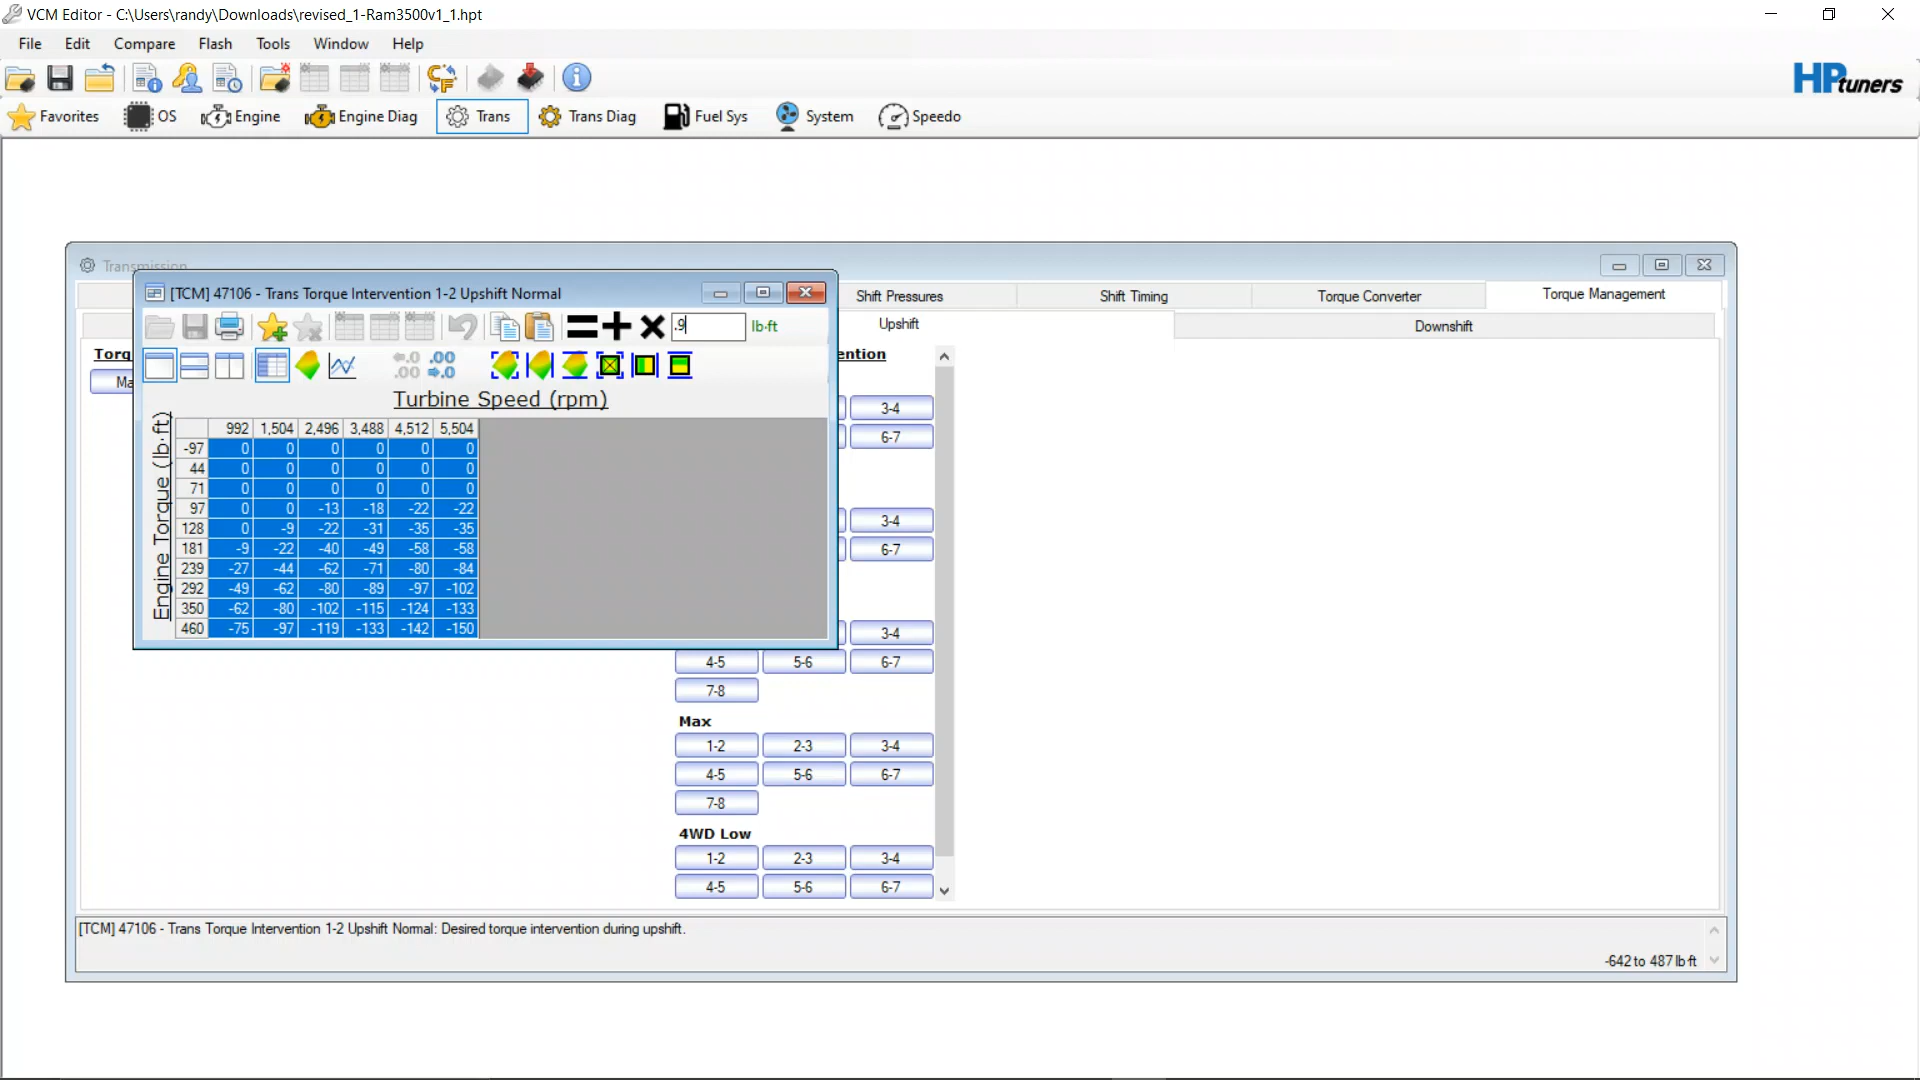 VCM Editor - C:\Users\randy\Downloads\revised_1-Ram3500v1_1.hpt
File Edit Compare Flash Tools Window Help
HPtuners
Favorites OS Engine Engine Diag Trans Trans Diag Fuel Sys System Speedo
Transmission
[TCM] 47106 - Trans Torque Intervention 1-2 Upshift Normal
Shift Pressures Shift Timing Torque Converter Torque Management
.9 lb·ft
Upshift Downshift
Torq
Ma
ention
←.0 .00
.00 →.0
Turbine Speed (rpm)
Engine Torque (lb·ft)
992 1,504 2,496 3,488 4,512 5,504
-97 0 0 0 0 0 0
44 0 0 0 0 0 0
71 0 0 0 0 0 0
97 0 0 -13 -18 -22 -22
128 0 -9 -22 -31 -35 -35
181 -9 -22 -40 -49 -58 -58
239 -27 -44 -62 -71 -80 -84
292 -49 -62 -80 -89 -97 -102
350 -62 -80 -102 -115 -124 -133
460 -75 -97 -119 -133 -142 -150
3-4
6-7
3-4
6-7
3-4
4-5 5-6 6-7
7-8
Max
1-2 2-3 3-4
4-5 5-6 6-7
7-8
4WD Low
1-2 2-3 3-4
4-5 5-6 6-7
[TCM] 47106 - Trans Torque Intervention 1-2 Upshift Normal: Desired torque intervention during upshift.
-642 to 487 lb·ft